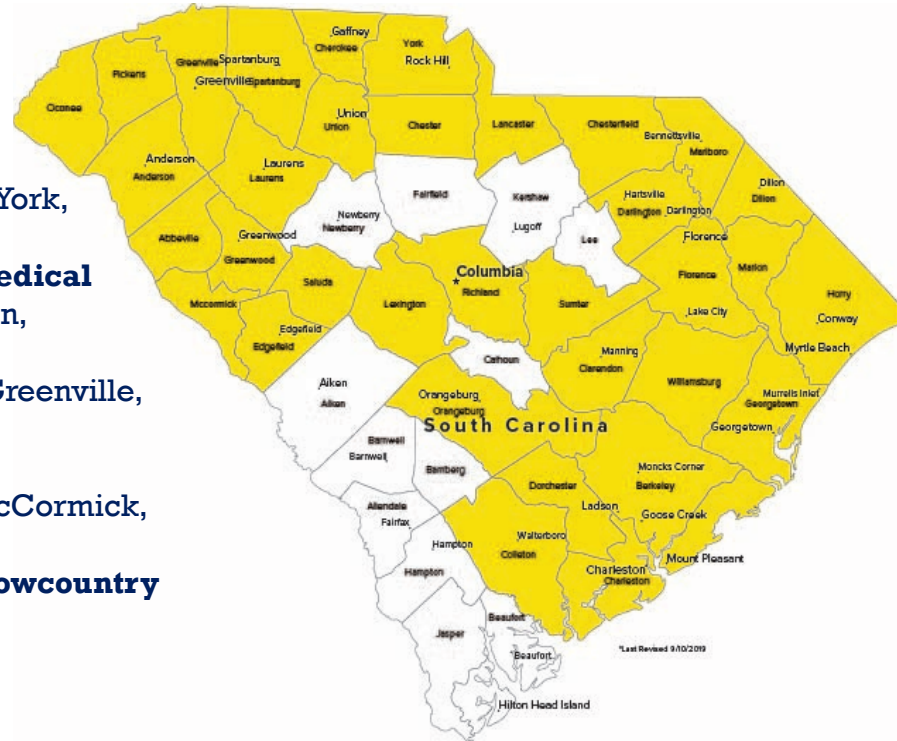 York,
edical
n,
Greenville,
cCormick,
owcountry
Gaffney
Cherokee
York
Rock Hill
Greenville Spartanburg
Greenville Spartanburg
Pickens
Oconee
Union
Union
Chester
Lancaster
Chesterfield
Bennettsville
Marlboro
Anderson
Anderson
Laurens
Laurens
Fairfield
Kershaw
Lugoff
Lee
Hartsville
Darlington Darlington
Dillon
Dillon
Newberry
Newberry
Abbeville
Greenwood
Greenwood
Florence
Florence
Marion
Columbia
Richland
Saluda
Lexington
Sumter
Horry
Conway
Lake City
Mccormick
Edgefield
Edgefield
Myrtle Beach
Calhoun
Manning
Clarendon
Williamsburg
Aiken
Aiken
Orangeburg
Orangeburg
South Carolina
Murrells Inlet
Georgetown
Georgetown
Barnwell
Barnwell
Bamberg
Moncks Corner
Berkeley
Dorchester
Ladson
Goose Creek
Allendale
Fairfax
Walterboro
Colleton
Hampton
Hampton
Mount Pleasant
Charleston
Charleston
Beaufort
Jasper
Beaufort
*Last Revised 9/10/2019
Hilton Head Island